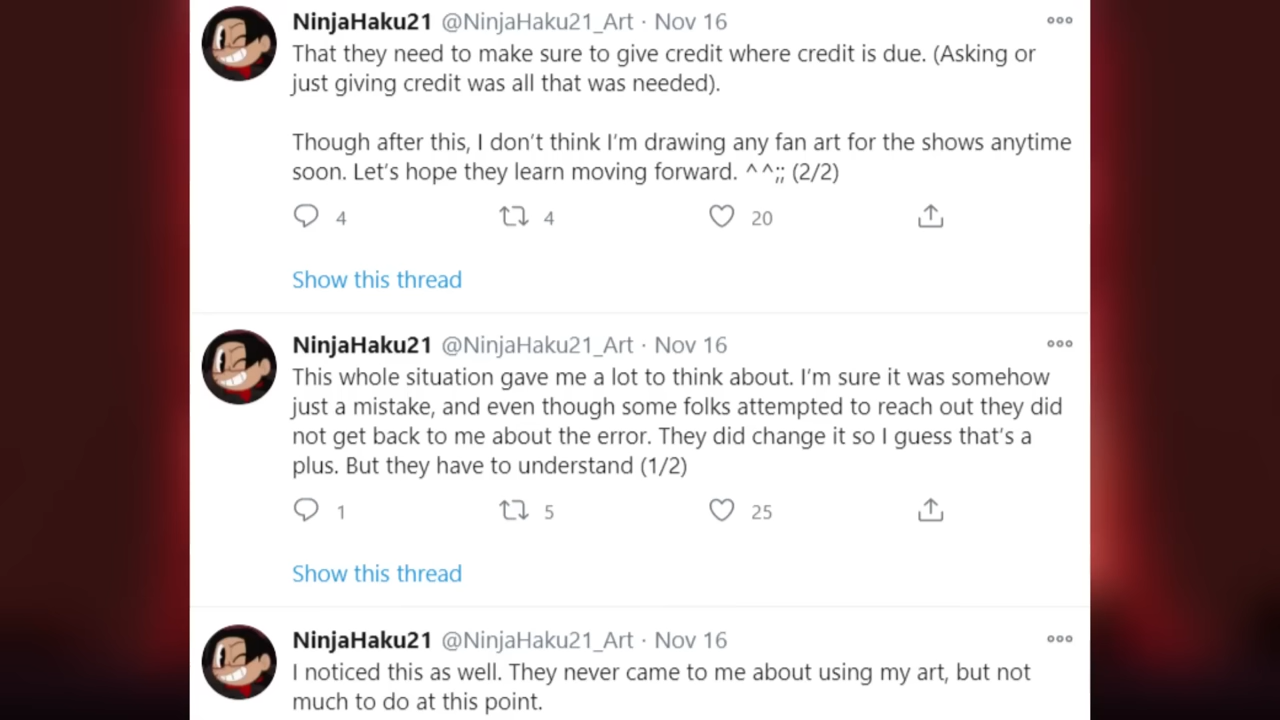 NinjaHaku21 @NinjaHaku21_Art · Nov 16
That they need to make sure to give credit where credit is due. (Asking or
just giving credit was all that was needed).
Though after this, I don't think I'm drawing any fan art for the shows anytime
soon. Let's hope they learn moving forward. ^^;; (2/2)
4 4 20
Show this thread
NinjaHaku21 @NinjaHaku21_Art · Nov 16
This whole situation gave me a lot to think about. I'm sure it was somehow
just a mistake, and even though some folks attempted to reach out they did
not get back to me about the error. They did change it so I guess that's a
plus. But they have to understand (1/2)
1 5 25
Show this thread
NinjaHaku21 @NinjaHaku21_Art · Nov 16
I noticed this as well. They never came to me about using my art, but not
much to do at this point.